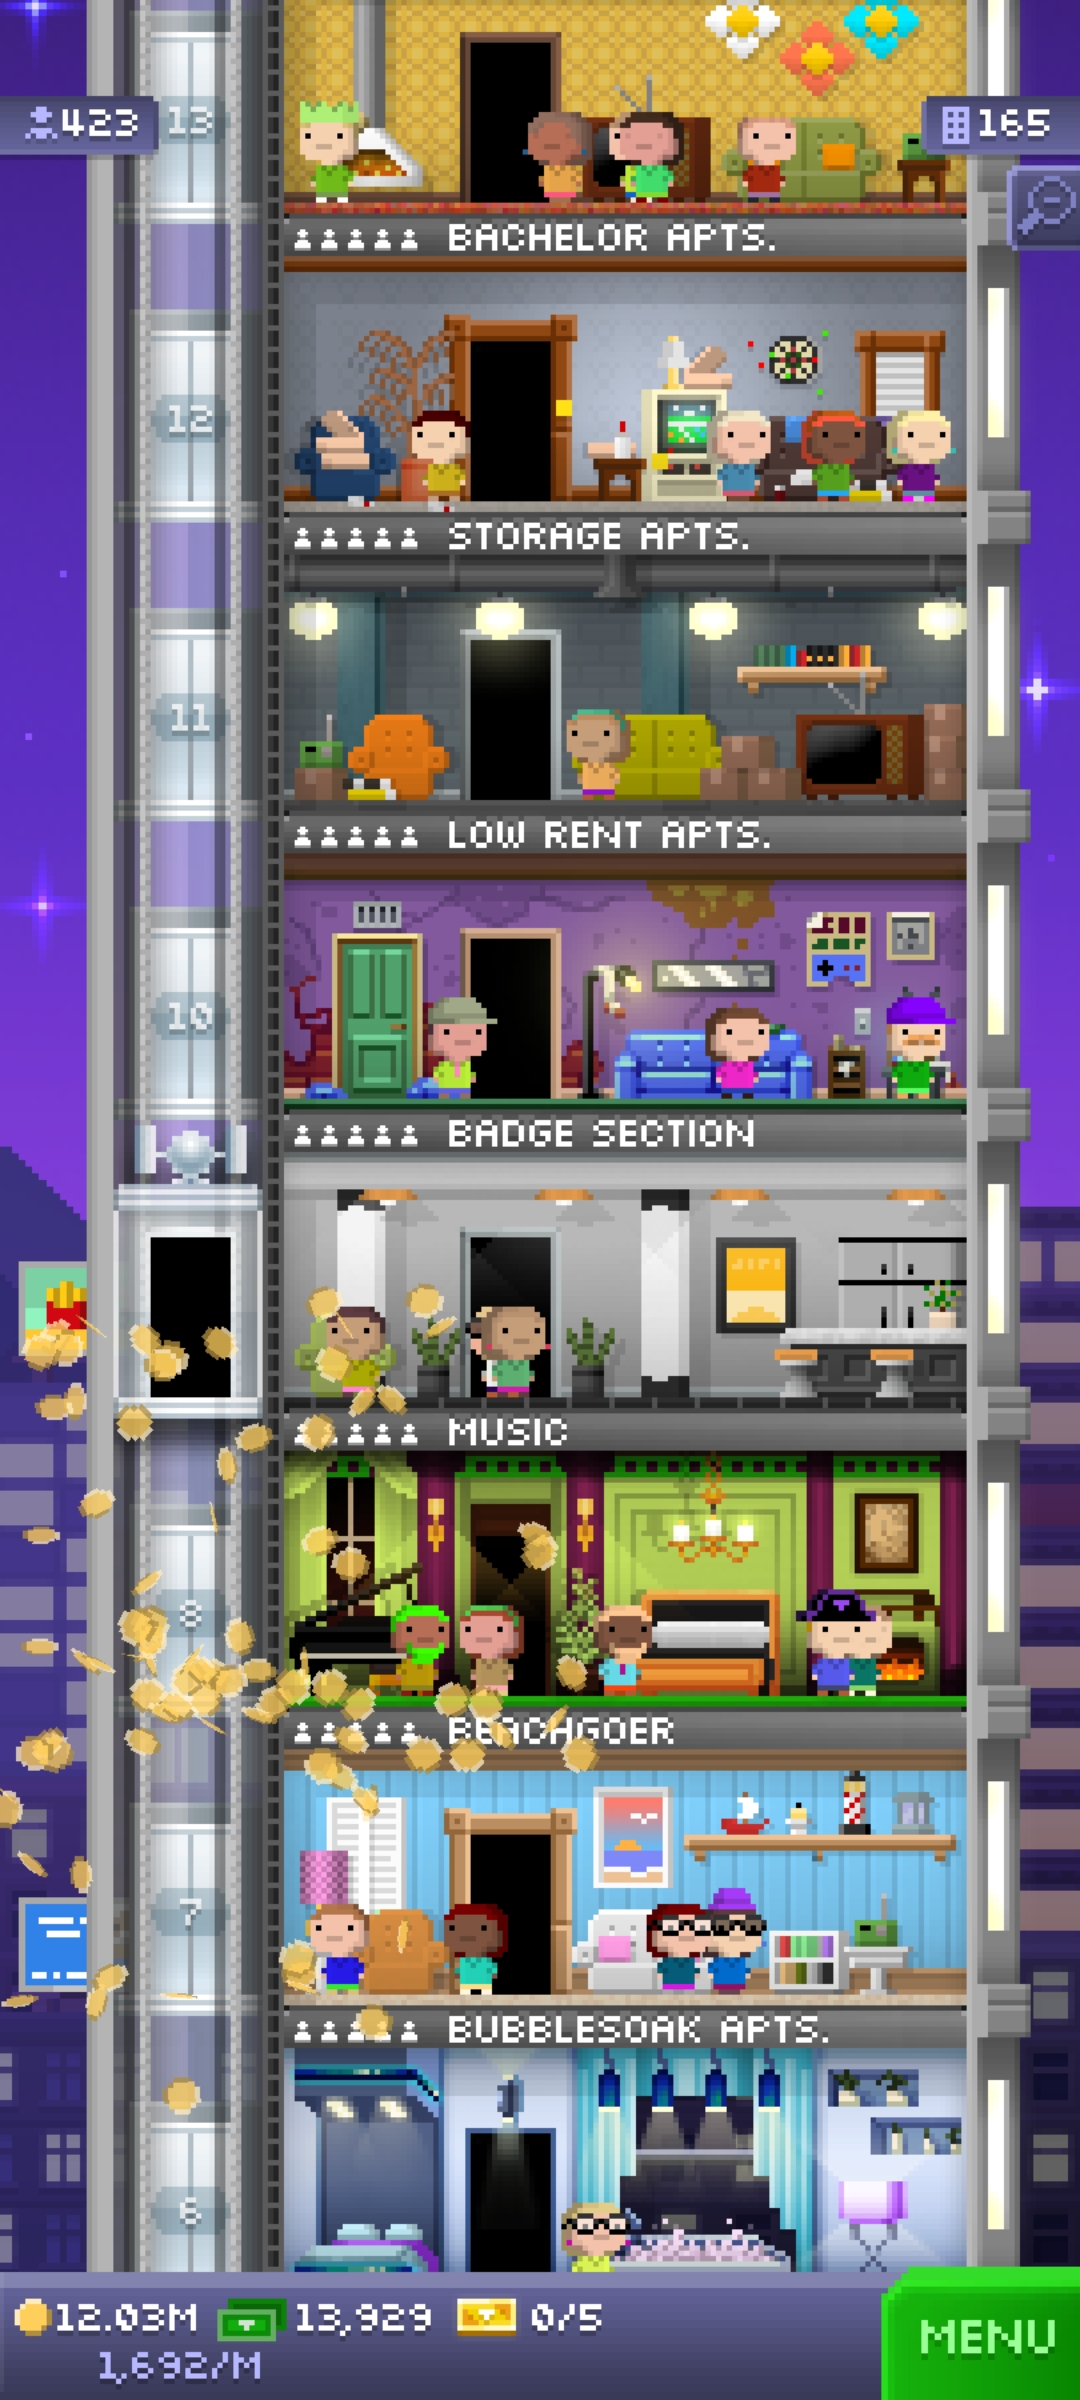 423
13
165
BACHELOR APTS.
12
STORAGE APTS.
11
LOW RENT APTS.
10
BADGE SECTION
MUSIC
8
BEACHGOER
7
BUBBLESOAK APTS.
6
12.03M 13,929 0/5
1,692/M
MENU